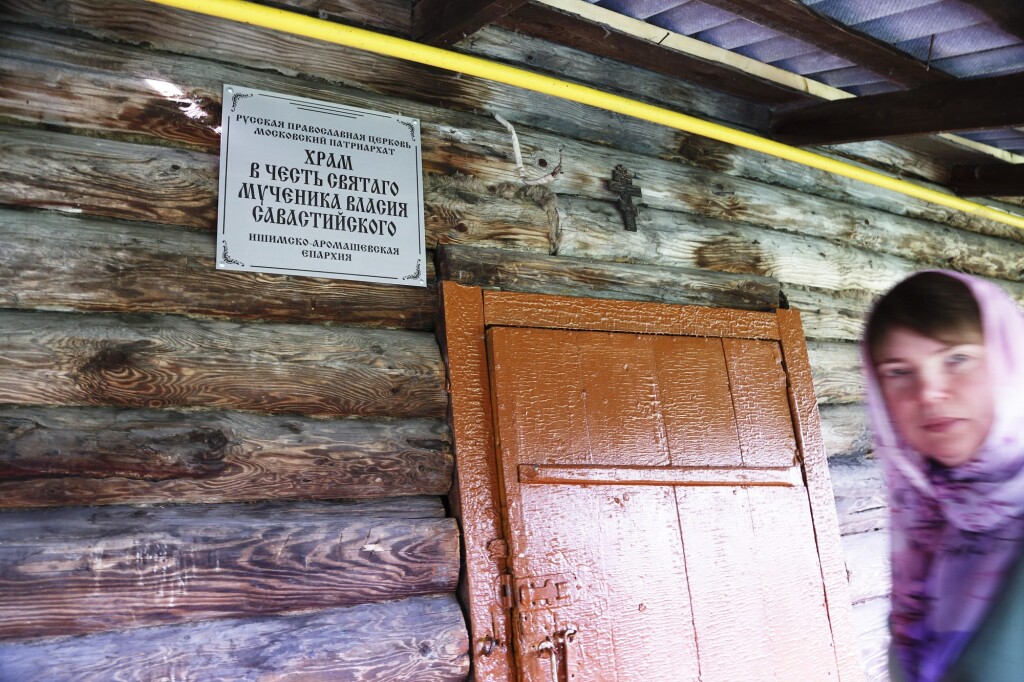 РУССКАЯ ПРАВОСЛАВНАЯ ЦЕРКОВЬ
МОСКОВСКИЙ ПАТРИАРХАТ
ХРАМ
В ЧЕСТЬ СВЯТАГО
МУЧЕНИКА ВЛАСИЯ
САВАСТИЙСКОГО
ИШИМСКО-АРОМАШЕВСКАЯ
ЕПАРХИЯ